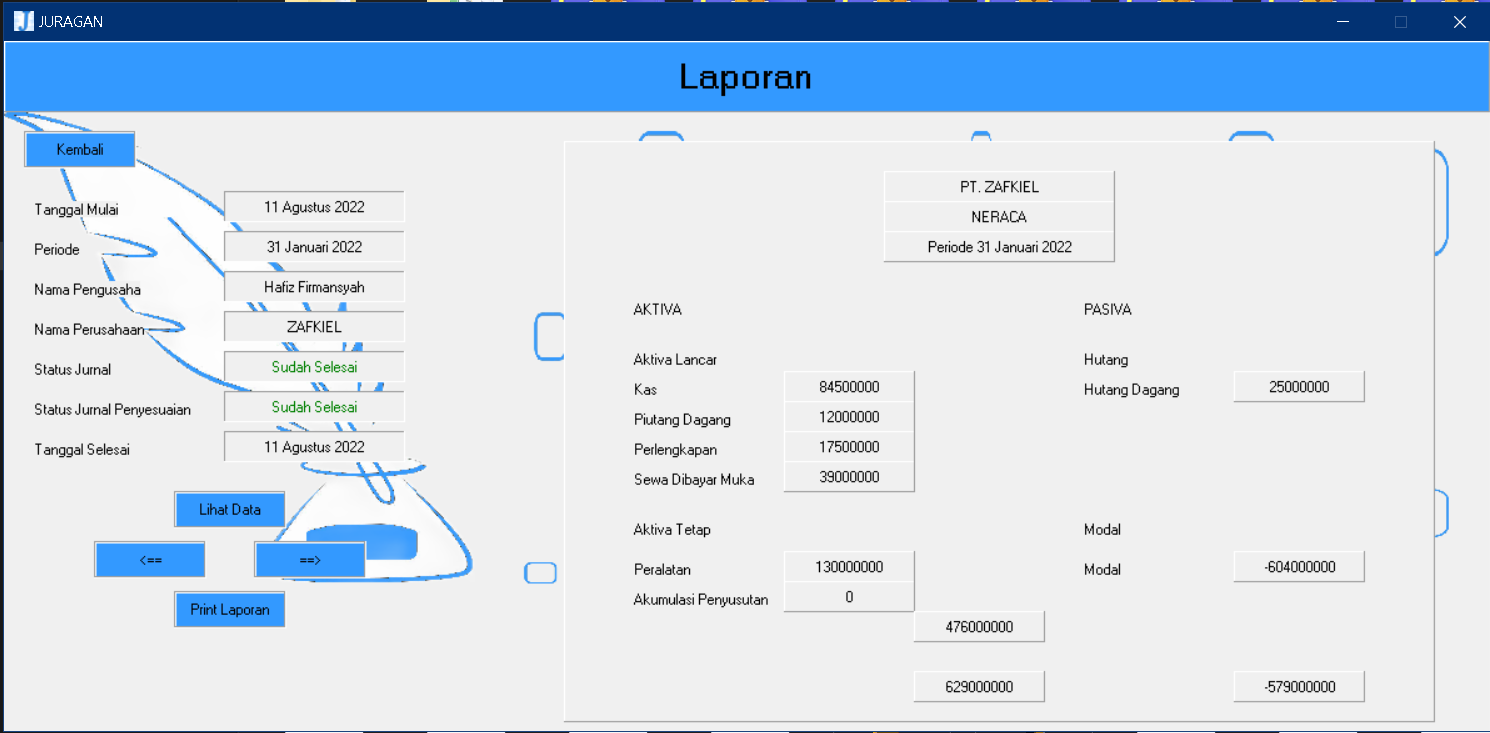 JURAGAN
Laporan
Kembali
Tanggal Mulai 11 Agustus 2022
Periode 31 Januari 2022
Nama Pengusaha Hafiz Firmansyah
Nama Perusahaan ZAFKIEL
Status Jurnal Sudah Selesai
Status Jurnal Penyesuaian Sudah Selesai
Tanggal Selesai 11 Agustus 2022
Lihat Data
<== ==>
Print Laporan
PT. ZAFKIEL
NERACA
Periode 31 Januari 2022
AKTIVA PASIVA
Aktiva Lancar Hutang
Kas 84500000 Hutang Dagang 25000000
Piutang Dagang 12000000
Perlengkapan 17500000
Sewa Dibayar Muka 39000000
Aktiva Tetap Modal
Peralatan 130000000 Modal -604000000
Akumulasi Penyusutan 0
476000000
629000000 -579000000